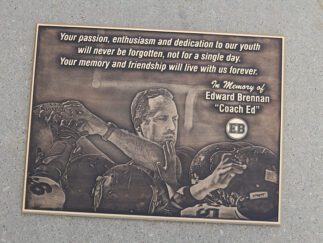 Your passion, enthusiasm and dedication to our youth
will never be forgotten, not for a single day.
Your memory and friendship will live with us forever.
In Memory of
Edward Brennan
"Coach Ed"
EB